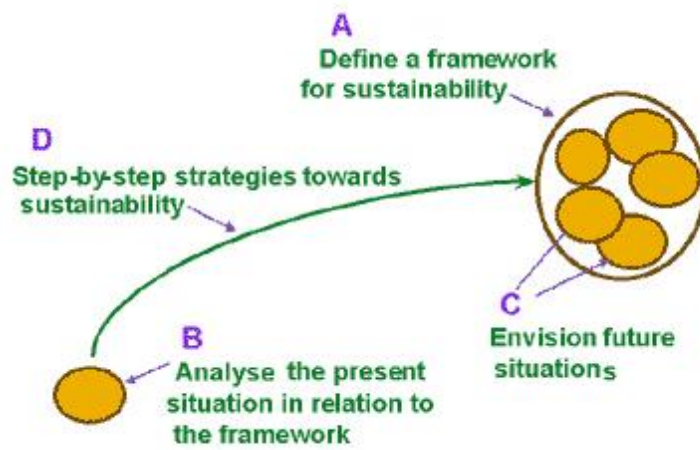 A
Define a framework
for sustainability
D
Step-by-step strategies towards
sustainability
B
Analyse the present
situation in relation to
the framework
C
Envision future
situations